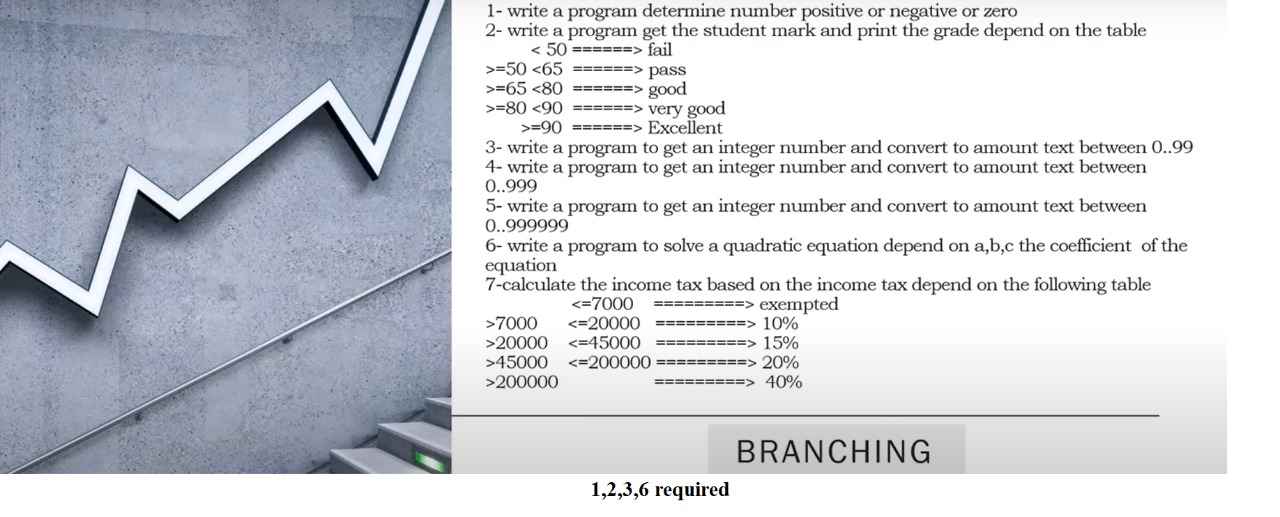 1- write a program determine number positive or negative or zero
2- write a program get the student mark and print the grade depend on the table
< 50 ======> fail
>=50 <65 ======> pass
>=65 <80 ======> good
>=80 <90 ======> very good
>=90 ======> Excellent
3- write a program to get an integer number and convert to amount text between 0..99
4- write a program to get an integer number and convert to amount text between
0..999
5- write a program to get an integer number and convert to amount text between
0..999999
6- write a program to solve a quadratic equation depend on a,b,c the coefficient of the
equation
7-calculate the income tax based on the income tax depend on the following table
<=7000 =========> exempted
>7000 <=20000 =========> 10%
>20000 <=45000 =========> 15%
>45000 <=200000 =========> 20%
>200000 =========> 40%
BRANCHING
1,2,3,6 required